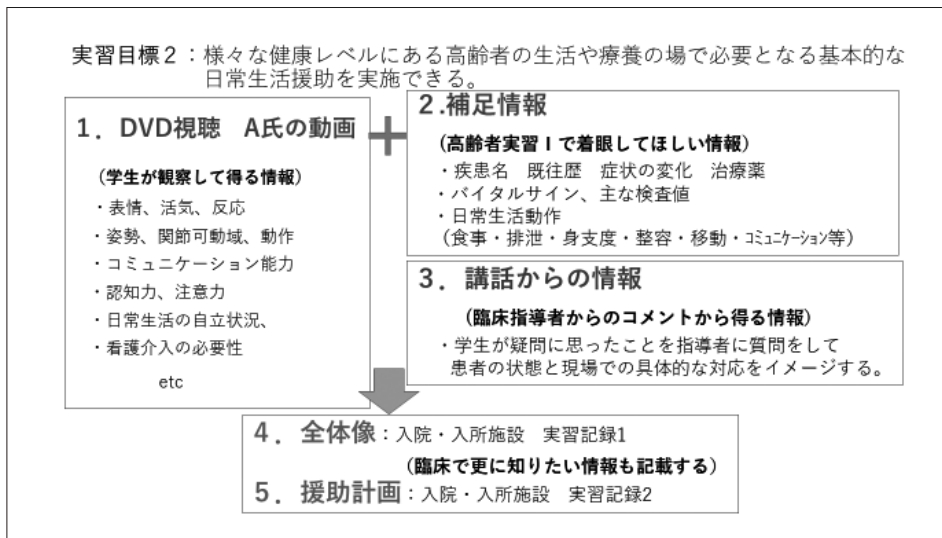 実習目標２：様々な健康レベルにある高齢者の生活や療養の場で必要となる基本的な
日常生活援助を実施できる。
1．DVD視聴　A氏の動画
(学生が観察して得る情報)
・表情、活気、反応
・姿勢、関節可動域、動作
・コミュニケーション能力
・認知力、注意力
・日常生活の自立状況、
・看護介入の必要性
etc
2.補足情報
(高齢者実習Ⅰで着眼してほしい情報)
・疾患名　既往歴　症状の変化　治療薬
・バイタルサイン、主な検査値
・日常生活動作
（食事・排泄・身支度・整容・移動・コミュニケーション等）
3．講話からの情報
(臨床指導者からのコメントから得る情報)
・学生が疑問に思ったことを指導者に質問をして
患者の状態と現場での具体的な対応をイメージする。
4．全体像：入院・入所施設　実習記録1
(臨床で更に知りたい情報も記載する)
5．援助計画：入院・入所施設　実習記録2